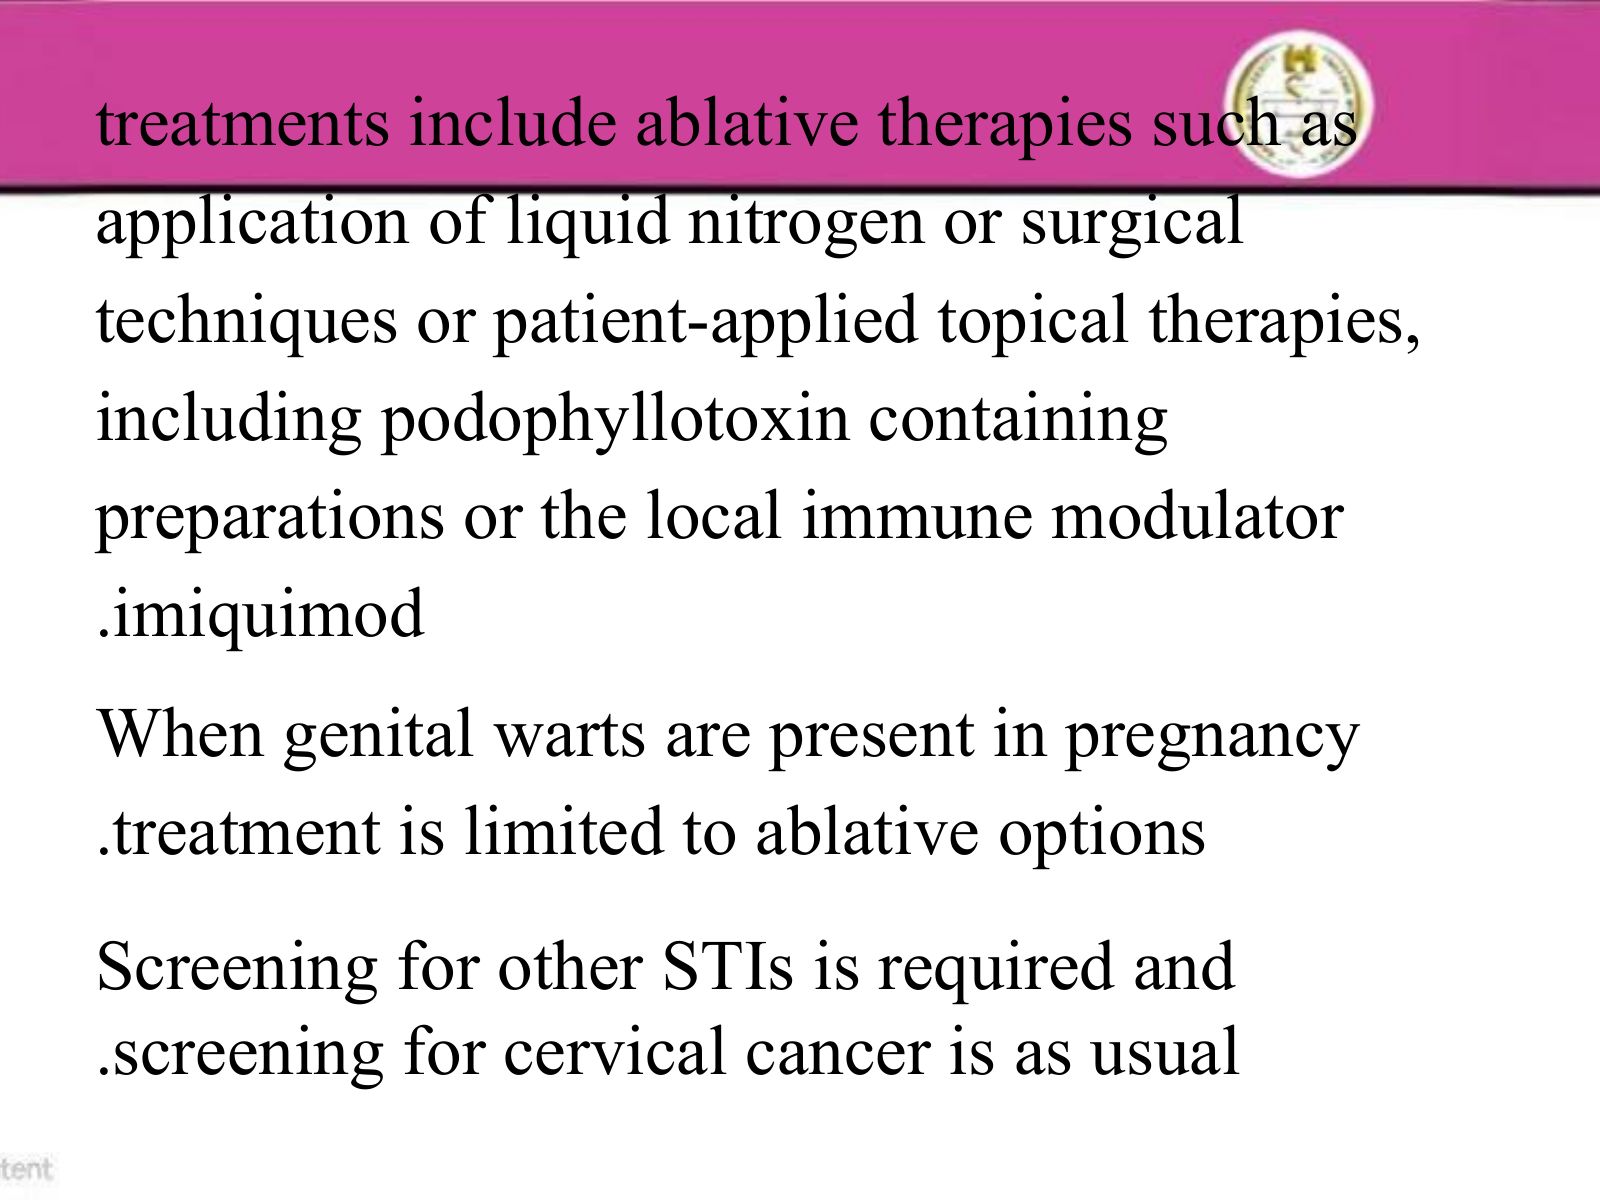 treatments include ablative therapies such as
application of liquid nitrogen or surgical
techniques or patient-applied topical therapies,
including podophyllotoxin containing
preparations or the local immune modulator
.imiquimod
When genital warts are present in pregnancy
.treatment is limited to ablative options
Screening for other STIs is required and
.screening for cervical cancer is as usual
tent